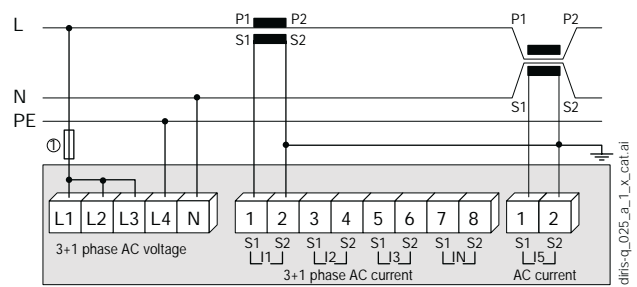 L P1 P2 P1 P2
S1 S2
N
S1 S2
PE
①
L1 L2 L3 L4 N 1 2 3 4 5 6 7 8 1 2
S1 S2 S1 S2 S1 S2 S1 S2 S1 S2
I1 I2 I3 IN I5
3+1 phase AC voltage
3+1 phase AC current AC current
diris-q_025_a_1_x_cat.ai